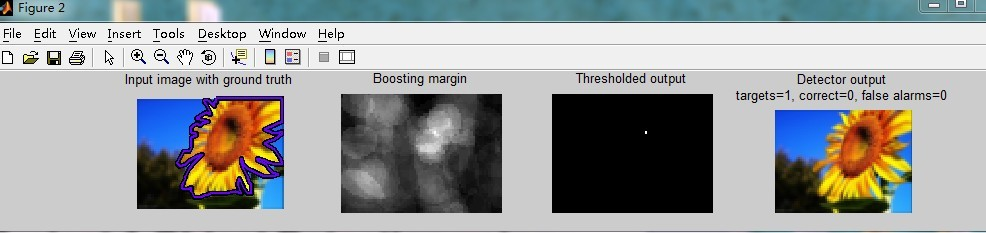 Figure 2
File Edit View Insert Tools Desktop Window Help
Input image with ground truth
Boosting margin
Thresholded output
Detector output
targets=1, correct=0, false alarms=0